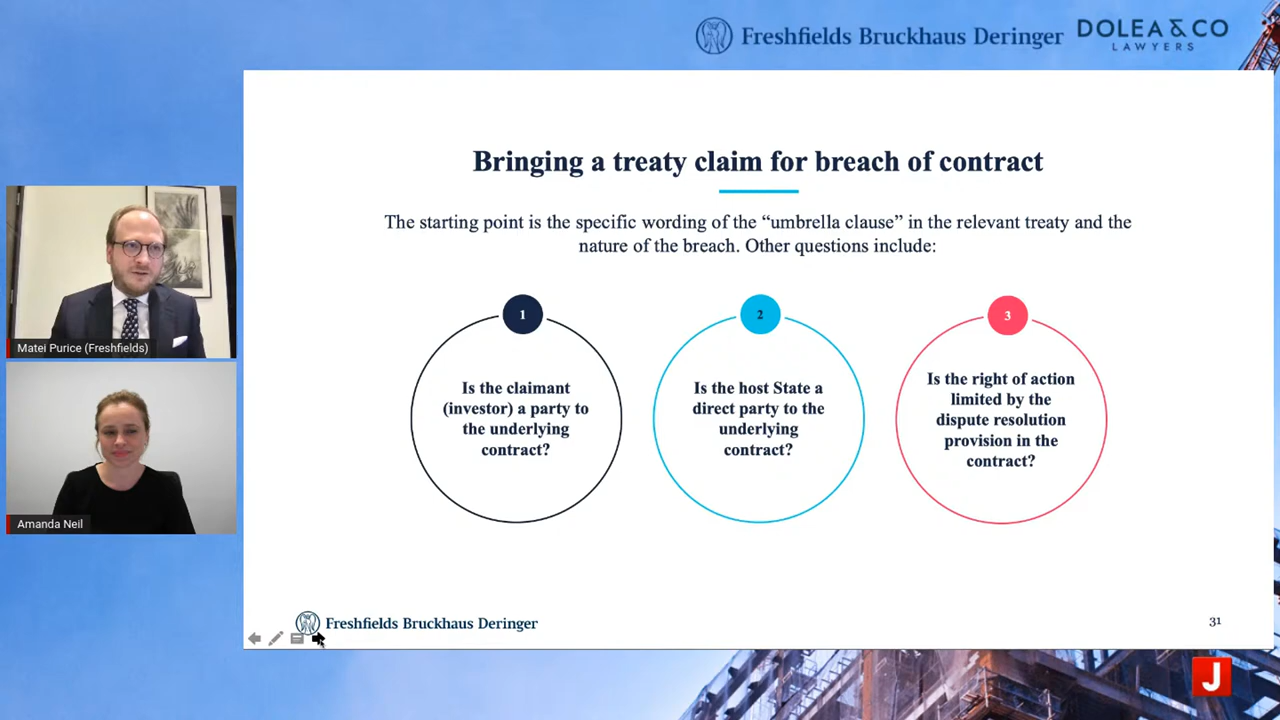 Freshfields Bruckhaus Deringer
DOLEA & CO
LAWYERS
Bringing a treaty claim for breach of contract
The starting point is the specific wording of the “umbrella clause” in the relevant treaty and the
nature of the breach. Other questions include:
1
Is the claimant
(investor) a party to
the underlying
contract?
2
Is the host State a
direct party to the
underlying
contract?
3
Is the right of action
limited by the
dispute resolution
provision in the
contract?
Matei Purice (Freshfields)
Amanda Neil
Freshfields Bruckhaus Deringer
31
J